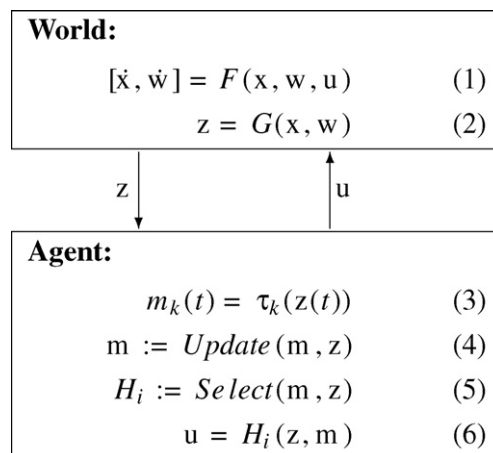 World:
[ẋ, ẇ] = F(x, w, u) (1)
z = G(x, w) (2)
z u
Agent:
m_k(t) = τ_k(z(t)) (3)
m := Update(m, z) (4)
H_i := Select(m, z) (5)
u = H_i(z, m) (6)